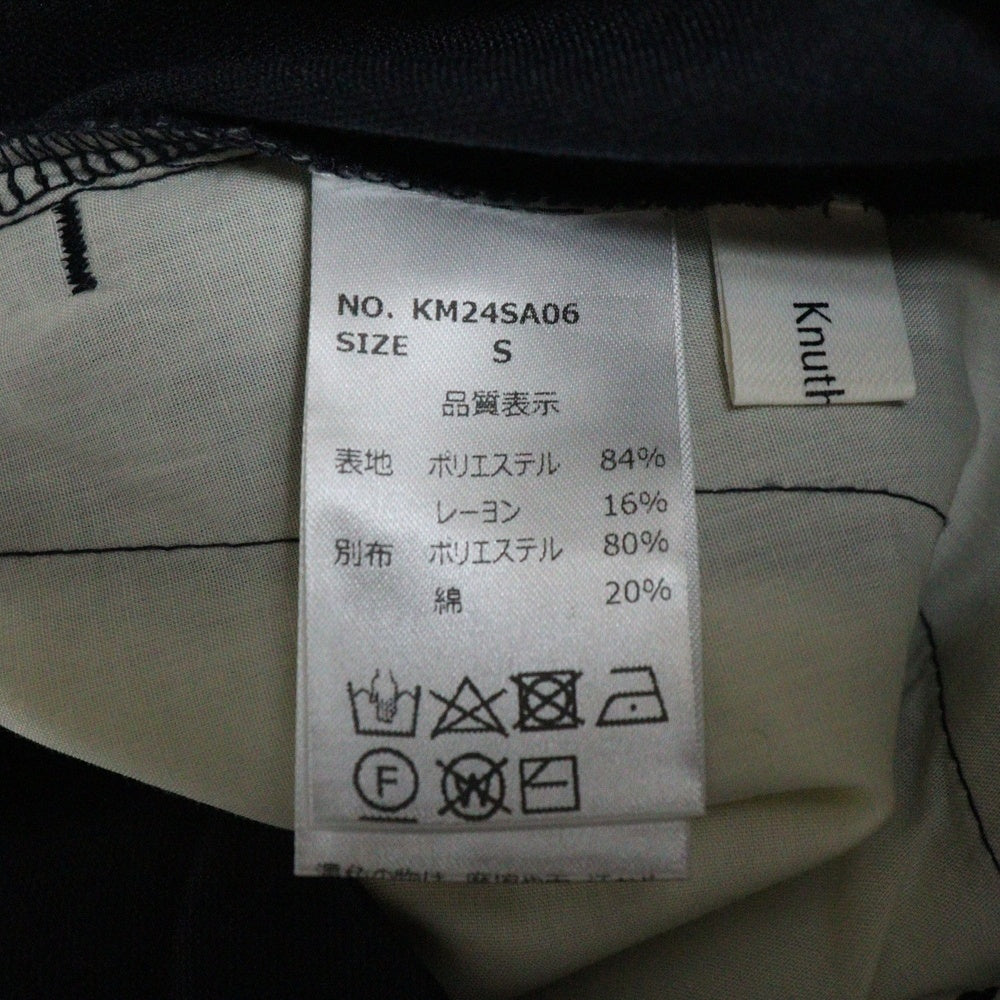 NO. KM24SA06
SIZE S
品質表示
表地 ポリエステル 84%
レーヨン 16%
別布 ポリエステル 80%
綿 20%
F
W
Knuth